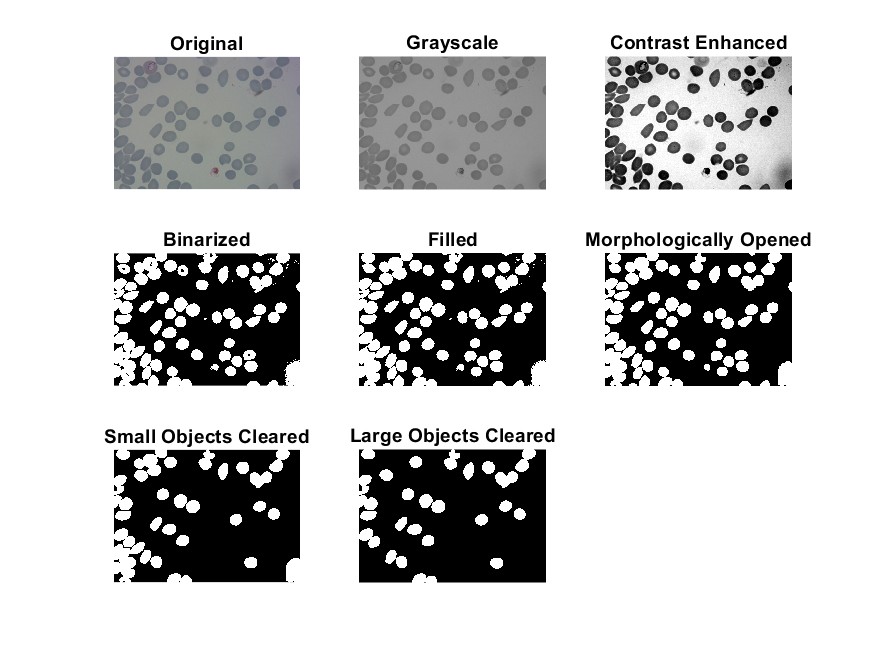 Original
Grayscale
Contrast Enhanced
Binarized
Filled
Morphologically Opened
Small Objects Cleared
Large Objects Cleared